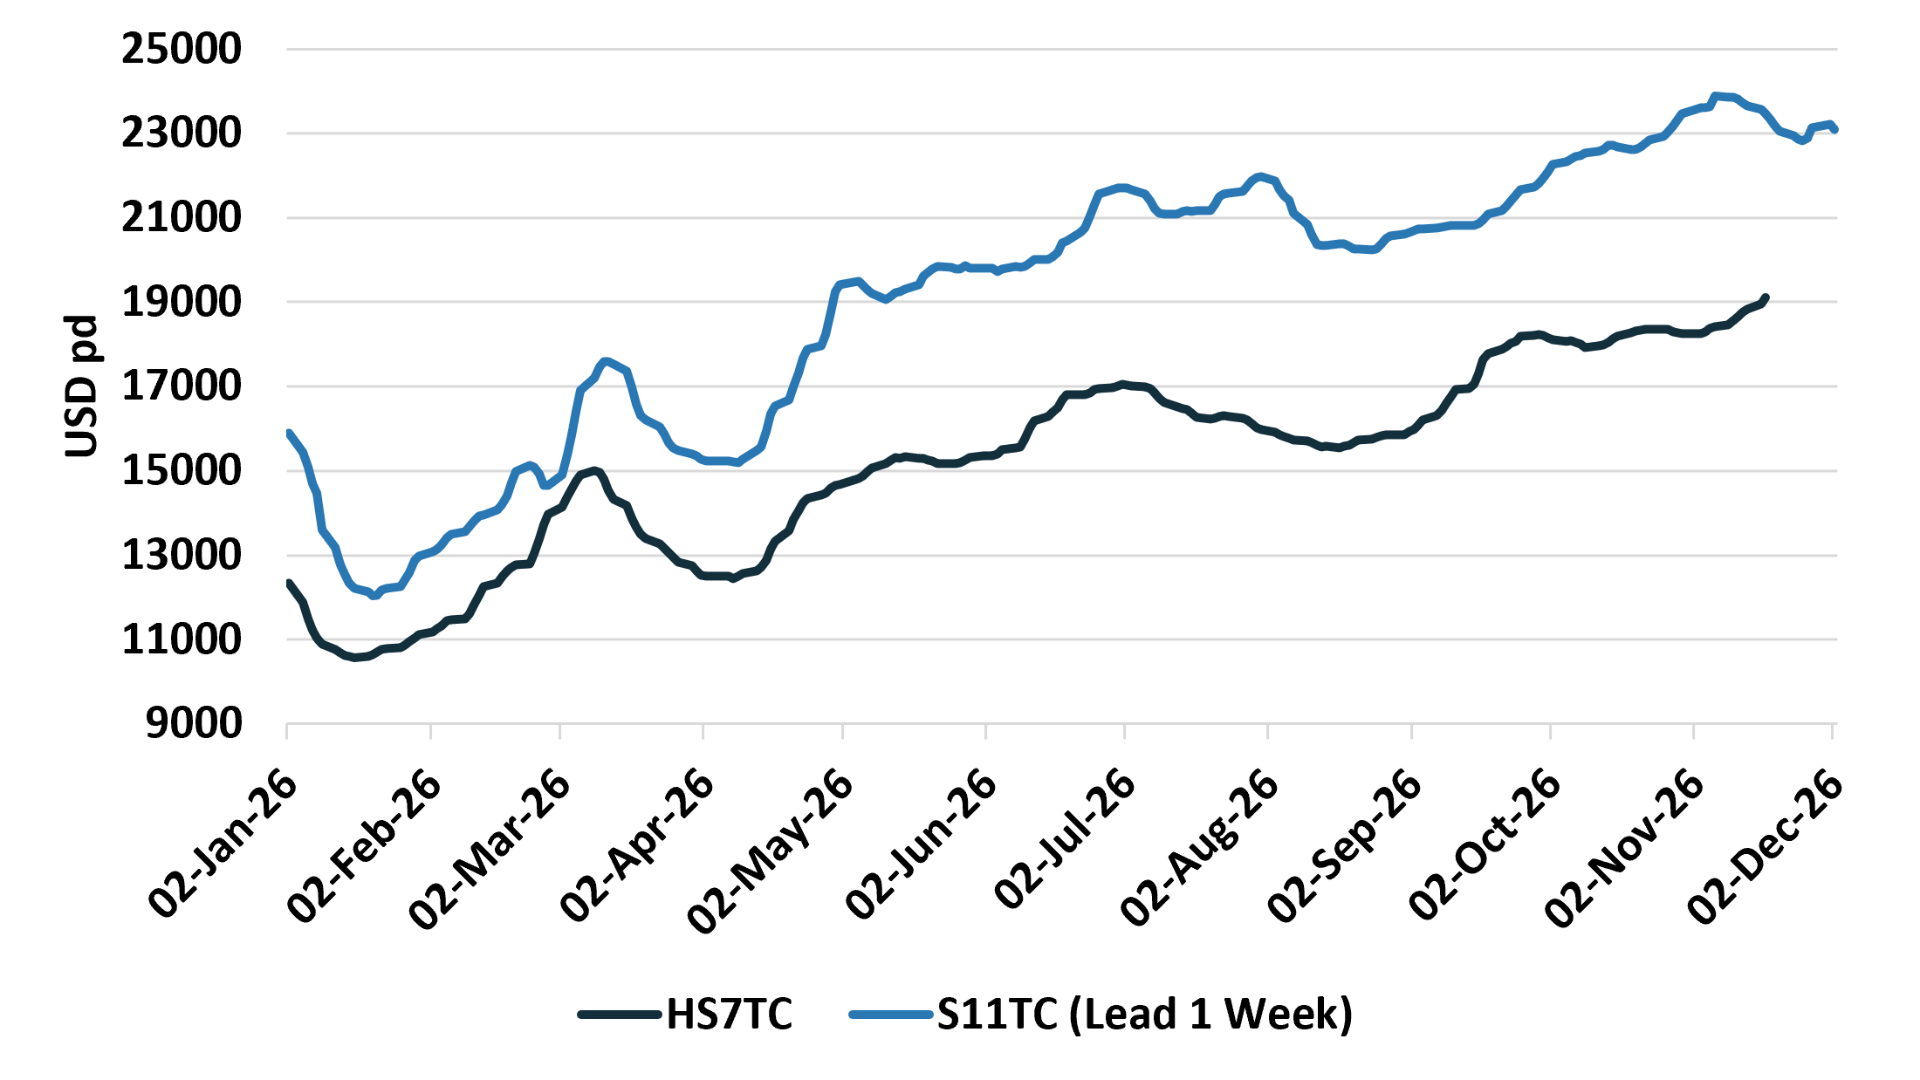 25000
23000
21000
19000
17000
15000
13000
11000
9000
USD pd
02-Jan-26
02-Feb-26
02-Mar-26
02-Apr-26
02-May-26
02-Jun-26
02-Jul-26
02-Aug-26
02-Sep-26
02-Oct-26
02-Nov-26
02-Dec-26
HS7TC S11TC (Lead 1 Week)